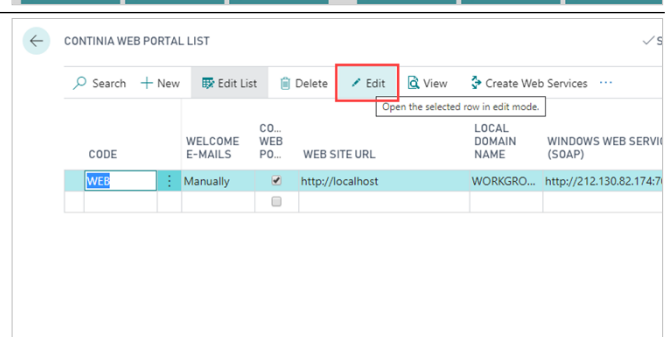 CONTINIA WEB PORTAL LIST
Search + New Edit List Delete Edit View Create Web Services ...
Open the selected row in edit mode.
CODE WELCOME E-MAILS CO... WEB PO... WEB SITE URL LOCAL DOMAIN NAME WINDOWS WEB SERVI (SOAP)
WEB Manually http://localhost WORKGRO... http://212.130.82.174:7